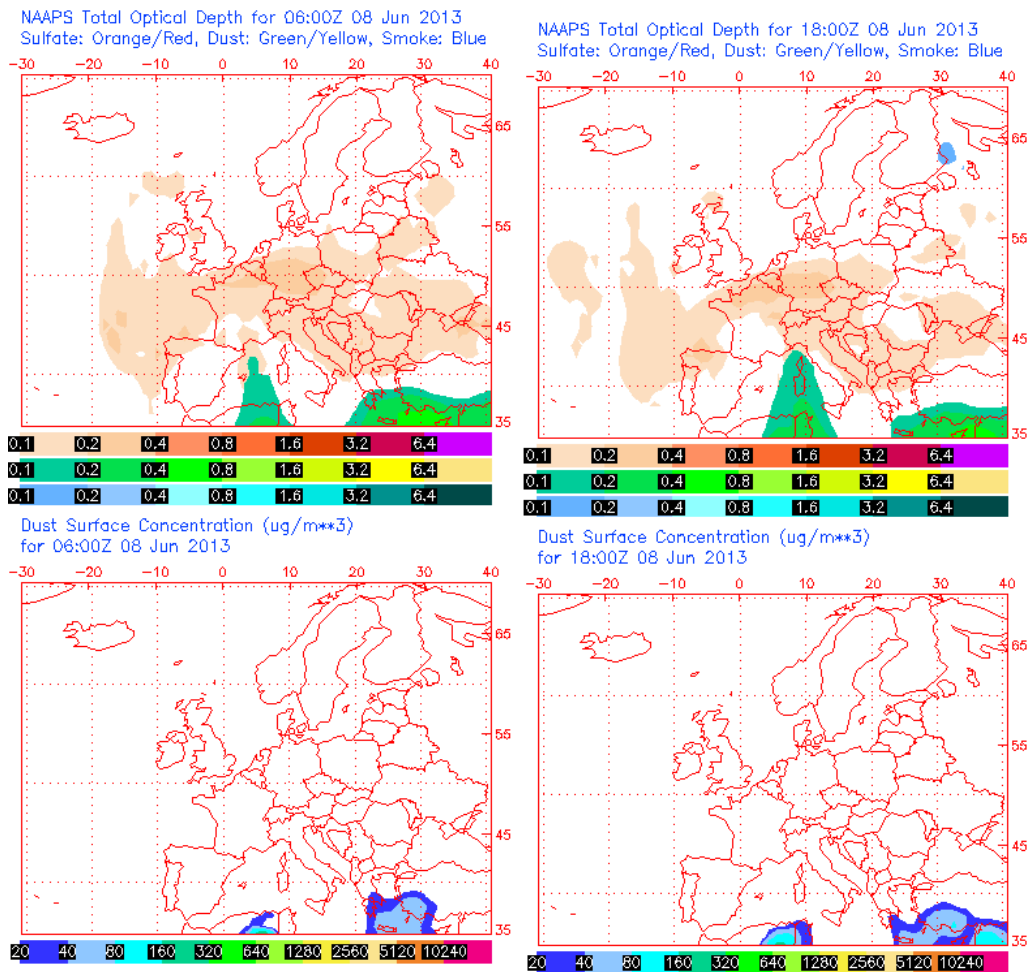 NAAPS Total Optical Depth for 06:00Z 08 Jun 2013
Sulfate: Orange/Red, Dust: Green/Yellow, Smoke: Blue
-30 -20 -10 0 10 20 30 40
65
55
45
35
0.1 0.2 0.4 0.8 1.6 3.2 6.4
0.1 0.2 0.4 0.8 1.6 3.2 6.4
0.1 0.2 0.4 0.8 1.6 3.2 6.4
NAAPS Total Optical Depth for 18:00Z 08 Jun 2013
Sulfate: Orange/Red, Dust: Green/Yellow, Smoke: Blue
-30 -20 -10 0 10 20 30 40
65
55
45
35
0.1 0.2 0.4 0.8 1.6 3.2 6.4
0.1 0.2 0.4 0.8 1.6 3.2 6.4
0.1 0.2 0.4 0.8 1.6 3.2 6.4
Dust Surface Concentration (ug/m**3)
for 06:00Z 08 Jun 2013
-30 -20 -10 0 10 20 30 40
65
55
45
35
20 40 80 160 320 640 1280 2560 5120 10240
Dust Surface Concentration (ug/m**3)
for 18:00Z 08 Jun 2013
-30 -20 -10 0 10 20 30 40
65
55
45
35
20 40 80 160 320 640 1280 2560 5120 10240